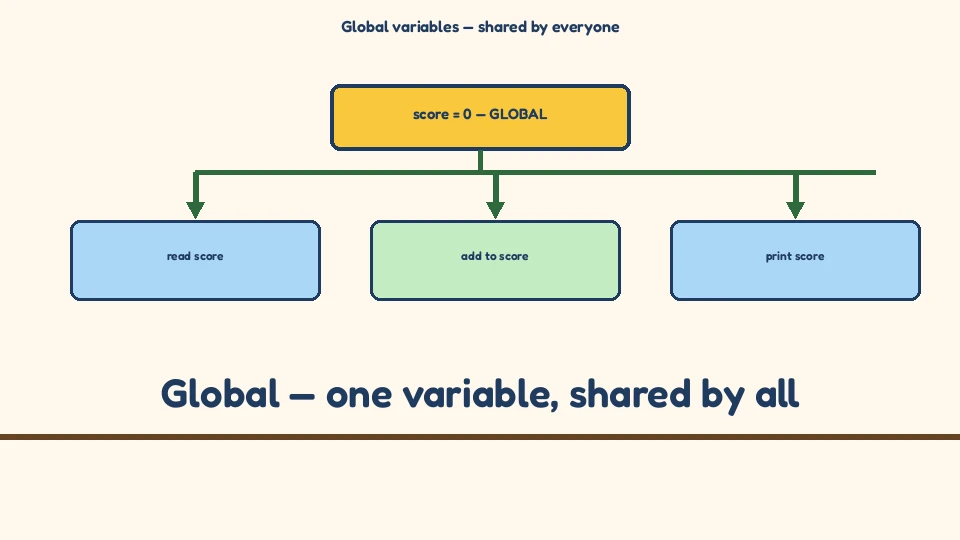 Global variables — shared by everyone
score = 0 — GLOBAL
read score
add to score
print score
Global — one variable, shared by all